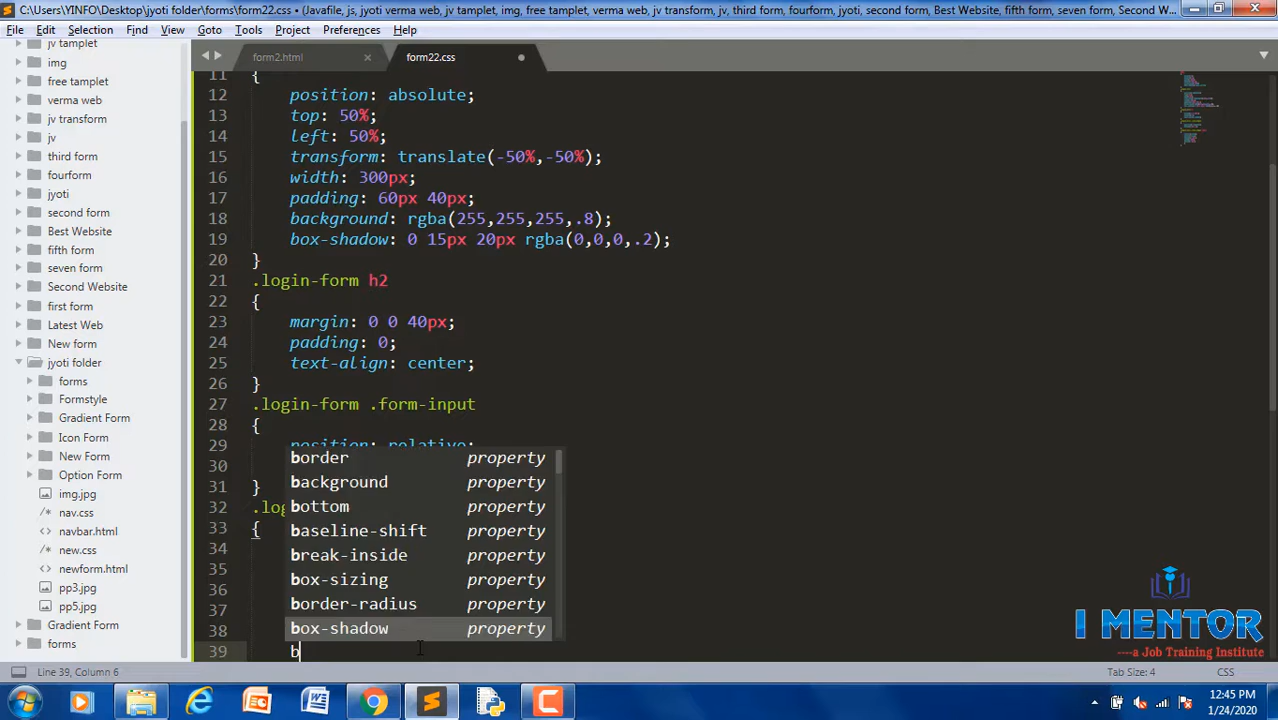 C:\Users\YINFO\Desktop\jyoti folder\forms\form22.css • (Javafile, js, jyoti verma web, jv tamplet, img, free tamplet, verma web, jv transform, jv, third form, fourform, jyoti, second form, Best Website, fifth form, seven form, Second W...
File Edit Selection Find View Goto Tools Project Preferences Help
form2.html × form22.css
jv tamplet
img
free tamplet
verma web
jv transform
jv
third form
fourform
jyoti
second form
Best Website
fifth form
seven form
Second Website
first form
Latest Web
New form
jyoti folder
forms
Formstyle
Gradient Form
Icon Form
New Form
Option Form
img.jpg
nav.css
navbar.html
new.css
newform.html
pp3.jpg
pp5.jpg
Gradient Form
forms
11 {
12 position: absolute;
13 top: 50%;
14 left: 50%;
15 transform: translate(-50%,-50%);
16 width: 300px;
17 padding: 60px 40px;
18 background: rgba(255,255,255,.8);
19 box-shadow: 0 15px 20px rgba(0,0,0,.2);
20 }
21 .login-form h2
22 {
23 margin: 0 0 40px;
24 padding: 0;
25 text-align: center;
26 }
27 .login-form .form-input
28 {
29 position: relative;
30
31 }
32 .log
33 {
34
35
36
37
38
39 b
border property
background property
bottom property
baseline-shift property
break-inside property
box-sizing property
border-radius property
box-shadow property
I MENTOR
----a Job Training Institute
Line 39, Column 6 Tab Size: 4 CSS
12:45 PM
1/24/2020